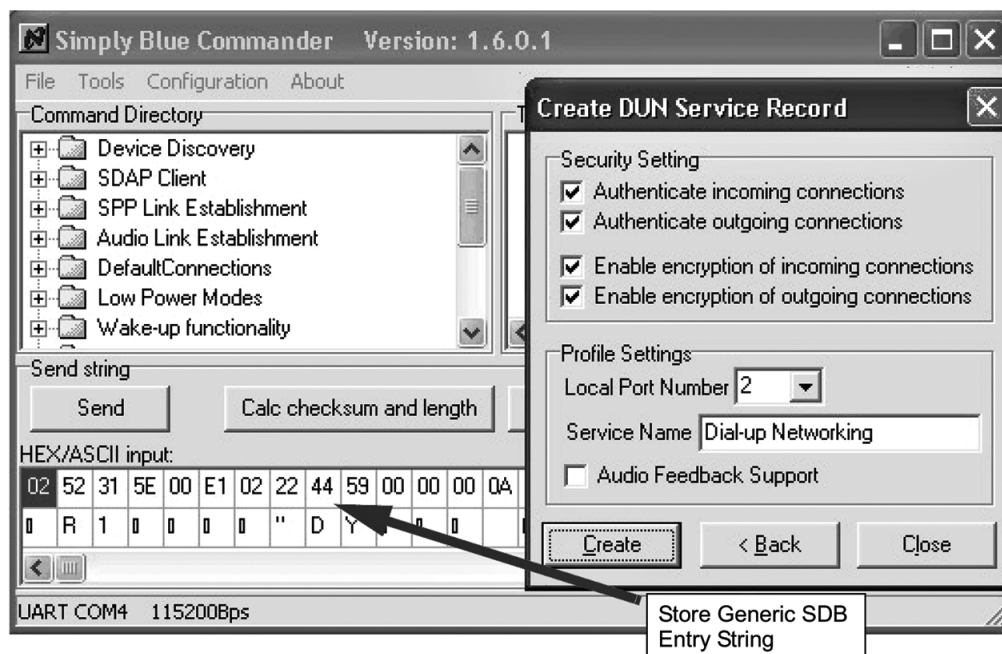 Simply Blue Commander Version: 1.6.0.1
File Tools Configuration About
Command Directory
Device Discovery
SDAP Client
SPP Link Establishment
Audio Link Establishment
DefaultConnections
Low Power Modes
Wake-up functionality
Send string
Send
Calc checksum and length
HEX/ASCII input:
02 52 31 5E 00 E1 02 22 44 59 00 00 00 0A
R 1 " D Y
UART COM4 115200Bps
Create DUN Service Record
Security Setting
Authenticate incoming connections
Authenticate outgoing connections
Enable encryption of incoming connections
Enable encryption of outgoing connections
Profile Settings
Local Port Number 2
Service Name Dial-up Networking
Audio Feedback Support
Create
< Back
Close
Store Generic SDB
Entry String